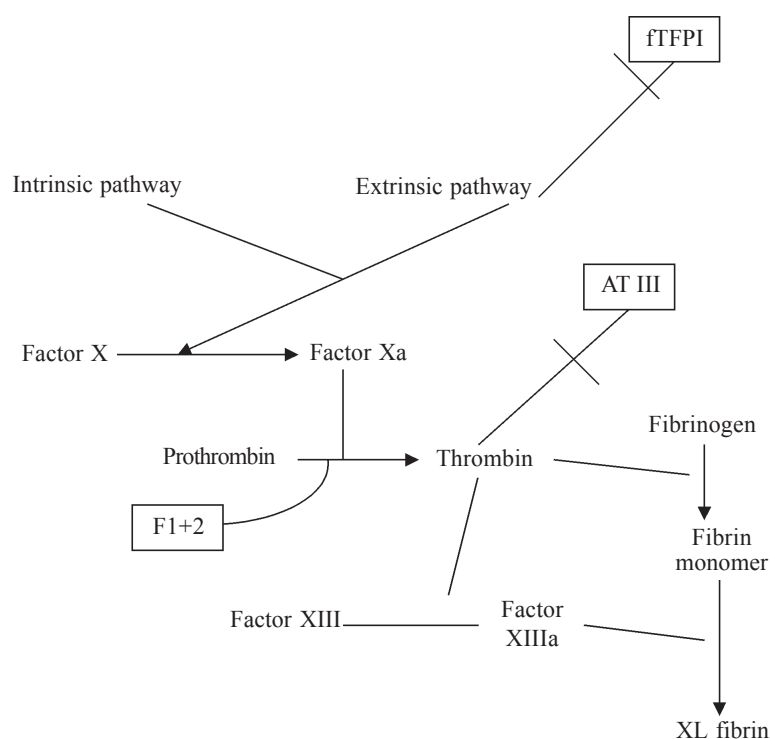 fTFPI
Intrinsic pathway
Extrinsic pathway
AT III
Factor X
Factor Xa
Fibrinogen
Prothrombin
Thrombin
F1+2
Fibrin
monomer
Factor XIII
Factor
XIIIa
XL fibrin